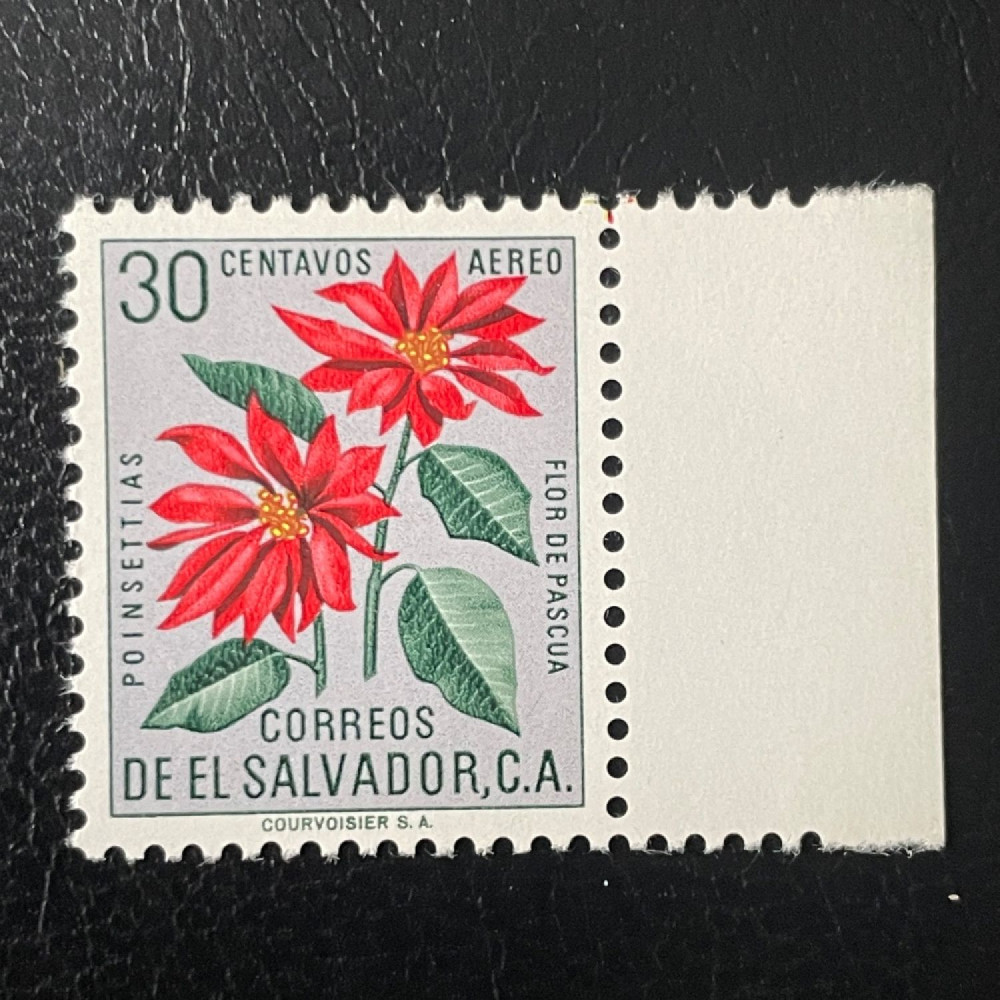 30 CENTAVOS AEREO
POINSETTIAS
FLOR DE PASCUA
CORREOS
DE EL SALVADOR, C.A.
COURVOISIER S. A.